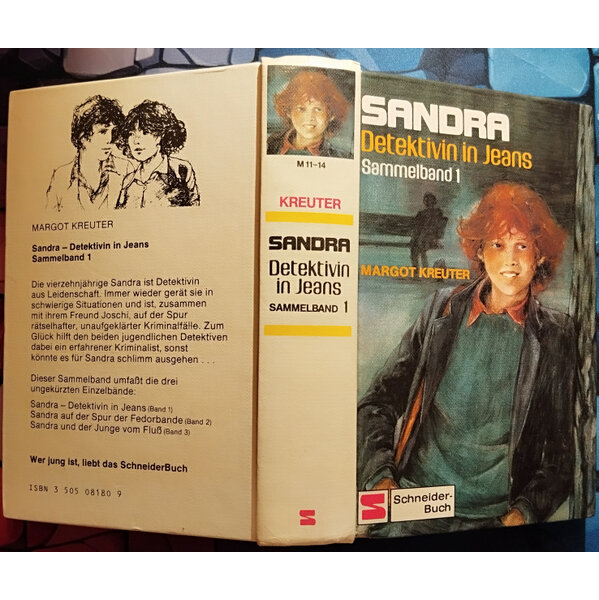 MARGOT KREUTER
Sandra – Detektivin in Jeans
Sammelband 1
Die vierzehnjährige Sandra ist Detektivin
aus Leidenschaft. Immer wieder gerät sie in
schwierige Situationen und ist, zusammen
mit ihrem Freund Joschi, auf der Spur
rätselhafter, unaufgeklärter Kriminalfälle. Zum
Glück hilft den beiden jugendlichen Detektiven
dabei ein erfahrener Kriminalist, sonst
könnte es für Sandra schlimm ausgehen . . .
Dieser Sammelband umfaßt die drei
ungekürzten Einzelbände:
Sandra – Detektivin in Jeans (Band 1)
Sandra auf der Spur der Fedorbande (Band 2)
Sandra und der Junge vom Fluß (Band 3)
Wer jung ist, liebt das SchneiderBuch
ISBN 3 505 08180 9
M 11–14
KREUTER
SANDRA
Detektivin
in Jeans
SAMMELBAND 1
SANDRA
Detektivin in Jeans
Sammelband 1
MARGOT KREUTER
Schneider-
Buch